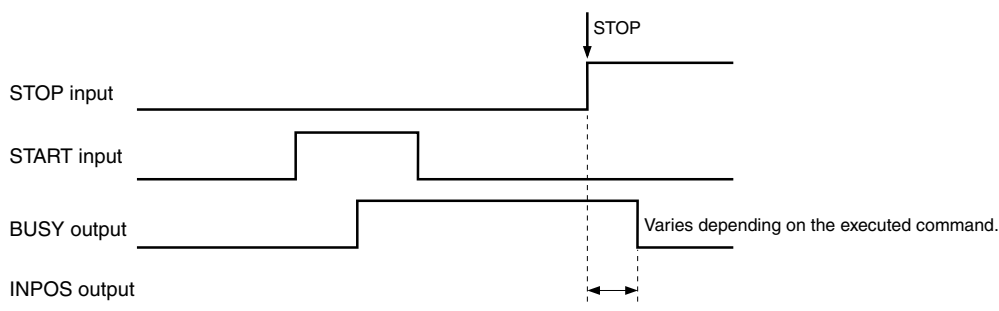 STOP
STOP input
START input
BUSY output
Varies depending on the executed command.
INPOS output